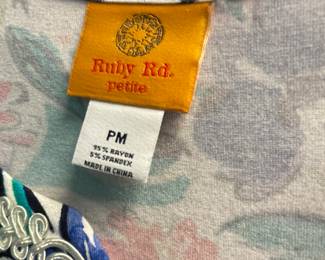 Ruby Rd.
petite
PM
95% RAYON
5% SPANDEX
MADE IN CHINA